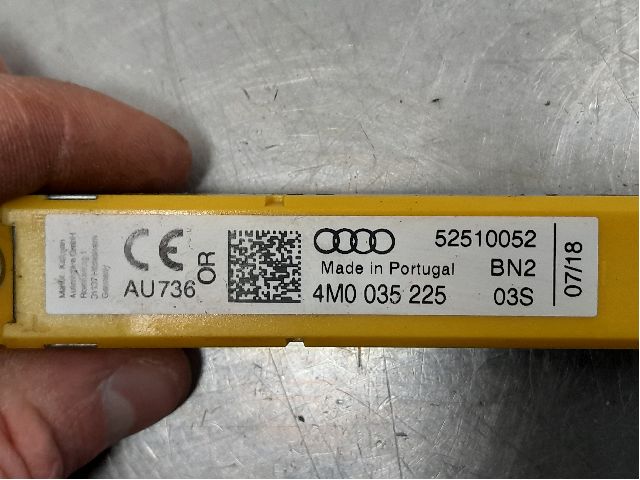 CE
AU736
OR
52510052
Made in Portugal
BN2
4M0 035 225
03S
07/18